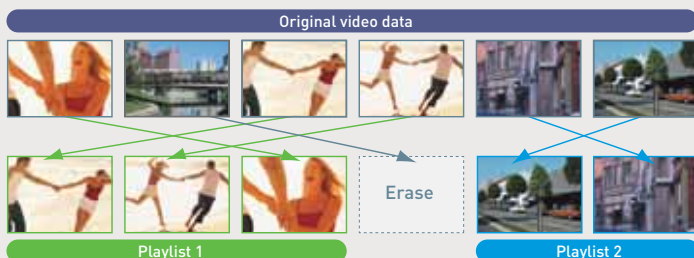 Original video data
Erase
Playlist 1
Playlist 2